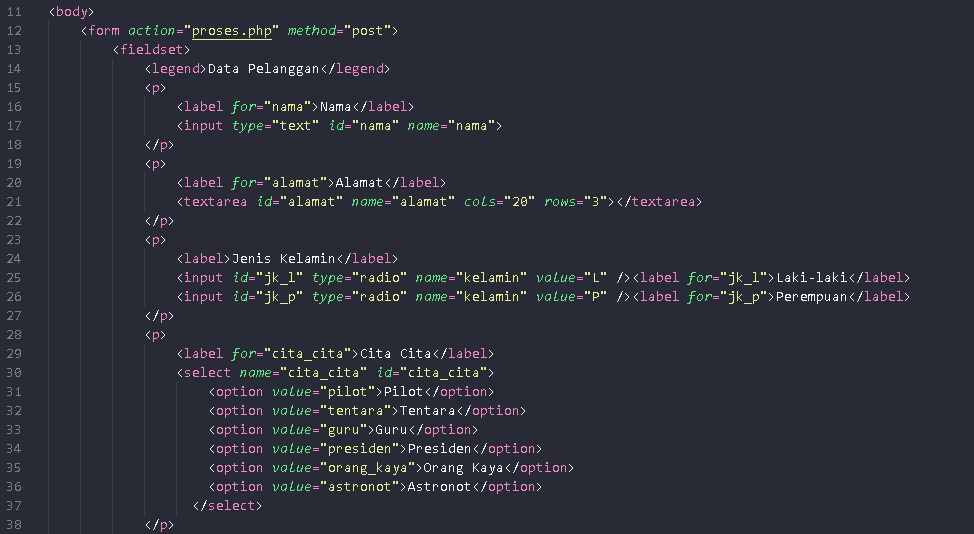 11 <body>
12 <form action="proses.php" method="post">
13 <fieldset>
14 <legend>Data Pelanggan</legend>
15 <p>
16 <label for="nama">Nama</label>
17 <input type="text" id="nama" name="nama">
18 </p>
19 <p>
20 <label for="alamat">Alamat</label>
21 <textarea id="alamat" name="alamat" cols="20" rows="3"></textarea>
22 </p>
23 <p>
24 <label>Jenis Kelamin</label>
25 <input id="jk_l" type="radio" name="kelamin" value="L" /><label for="jk_l">Laki-laki</label>
26 <input id="jk_p" type="radio" name="kelamin" value="P" /><label for="jk_p">Perempuan</label>
27 </p>
28 <p>
29 <label for="cita_cita">Cita Cita</label>
30 <select name="cita_cita" id="cita_cita">
31 <option value="pilot">Pilot</option>
32 <option value="tentara">Tentara</option>
33 <option value="guru">Guru</option>
34 <option value="presiden">Presiden</option>
35 <option value="orang_kaya">Orang Kaya</option>
36 <option value="astronot">Astronot</option>
37 </select>
38 </p>